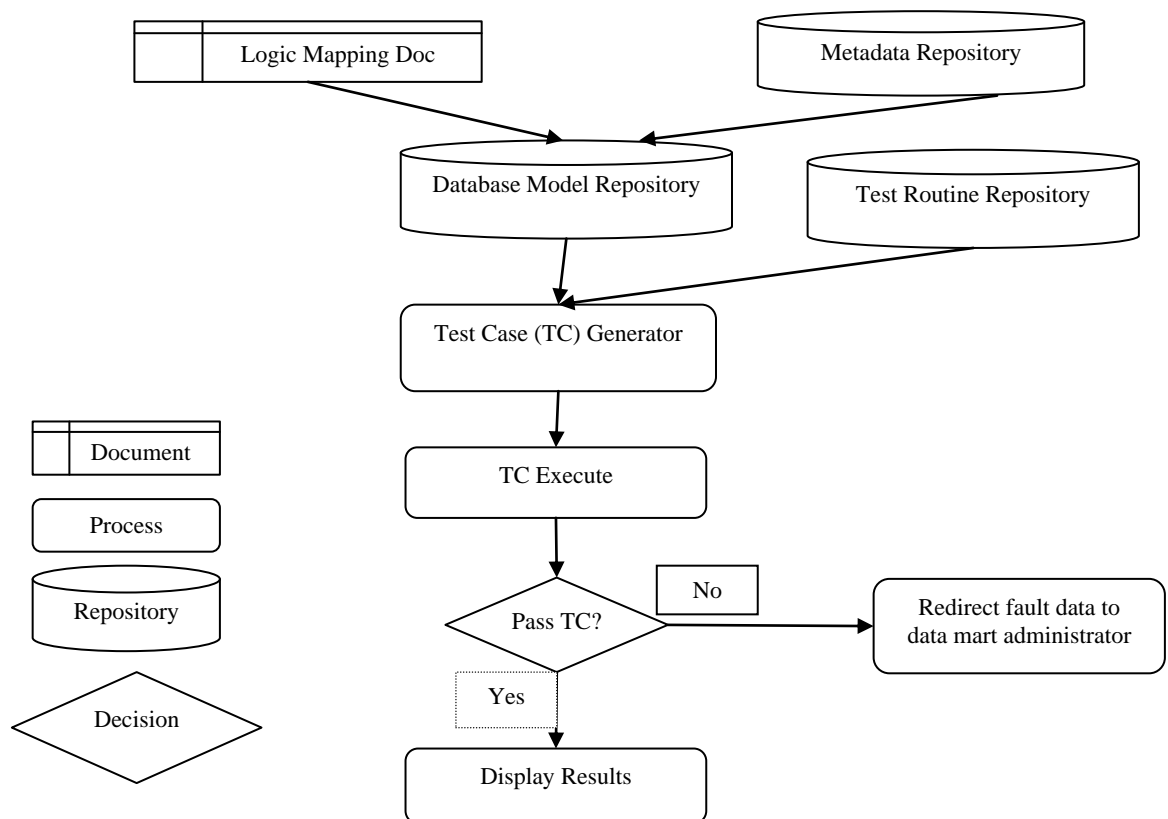 Logic Mapping Doc
Metadata Repository
Database Model Repository
Test Routine Repository
Test Case (TC) Generator
Document
TC Execute
Process
No
Redirect fault data to
data mart administrator
Repository
Pass TC?
Yes
Decision
Display Results